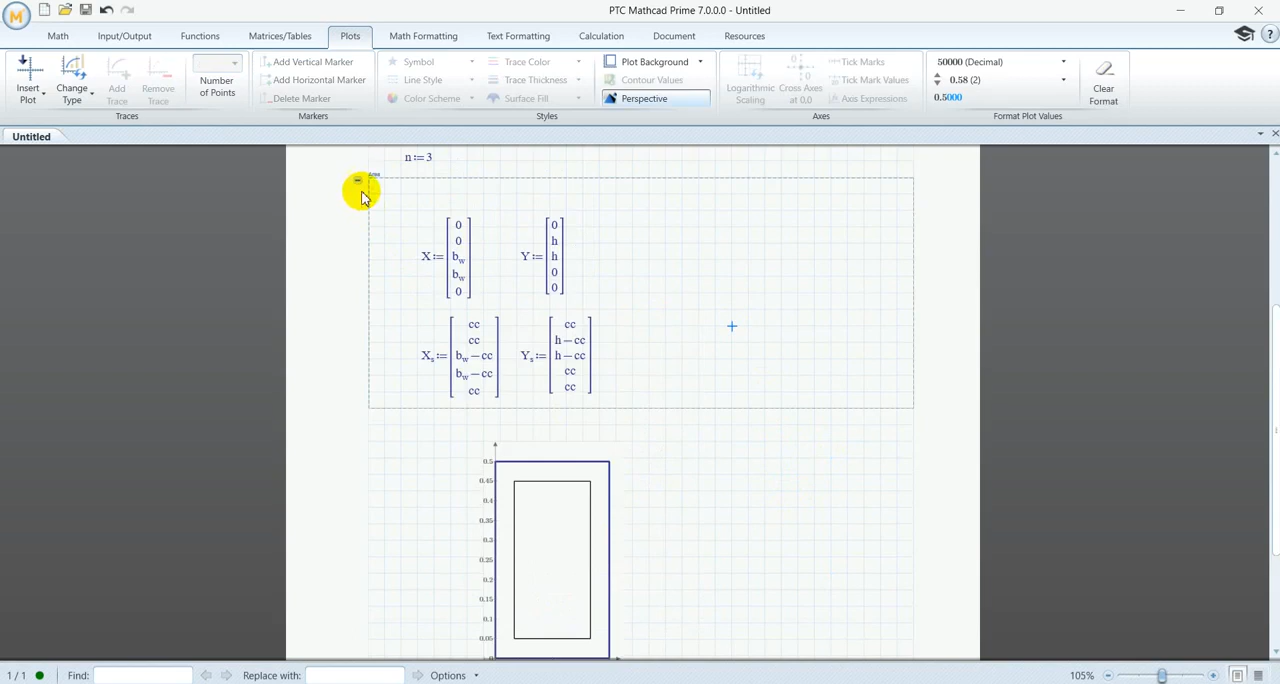 PTC Mathcad Prime 7.0.0.0 - Untitled
Math Input/Output Functions Matrices/Tables Plots Math Formatting Text Formatting Calculation Document Resources
Insert Plot
Change Type
Add Trace
Remove Trace
Traces
Number of Points
Add Vertical Marker
Add Horizontal Marker
Delete Marker
Markers
Symbol
Line Style
Color Scheme
Trace Color
Trace Thickness
Surface Fill
Plot Background
Contour Values
Perspective
Styles
Logarithmic Scaling
Cross Axes at 0,0
Tick Marks
Tick Mark Values
Axis Expressions
Axes
50000 (Decimal)
0.58 (2)
0.5000
Format Plot Values
Clear Format
Untitled
n:=3
Area
X:=[0 0 b_w b_w 0]
Y:=[0 h h 0 0]
X_s:=[cc cc b_w−cc b_w−cc cc]
Y_s:=[cc h−cc h−cc cc cc]
0.5
0.45
0.4
0.35
0.3
0.25
0.2
0.15
0.1
0.05
0
1 / 1 Find: Replace with: Options 105%